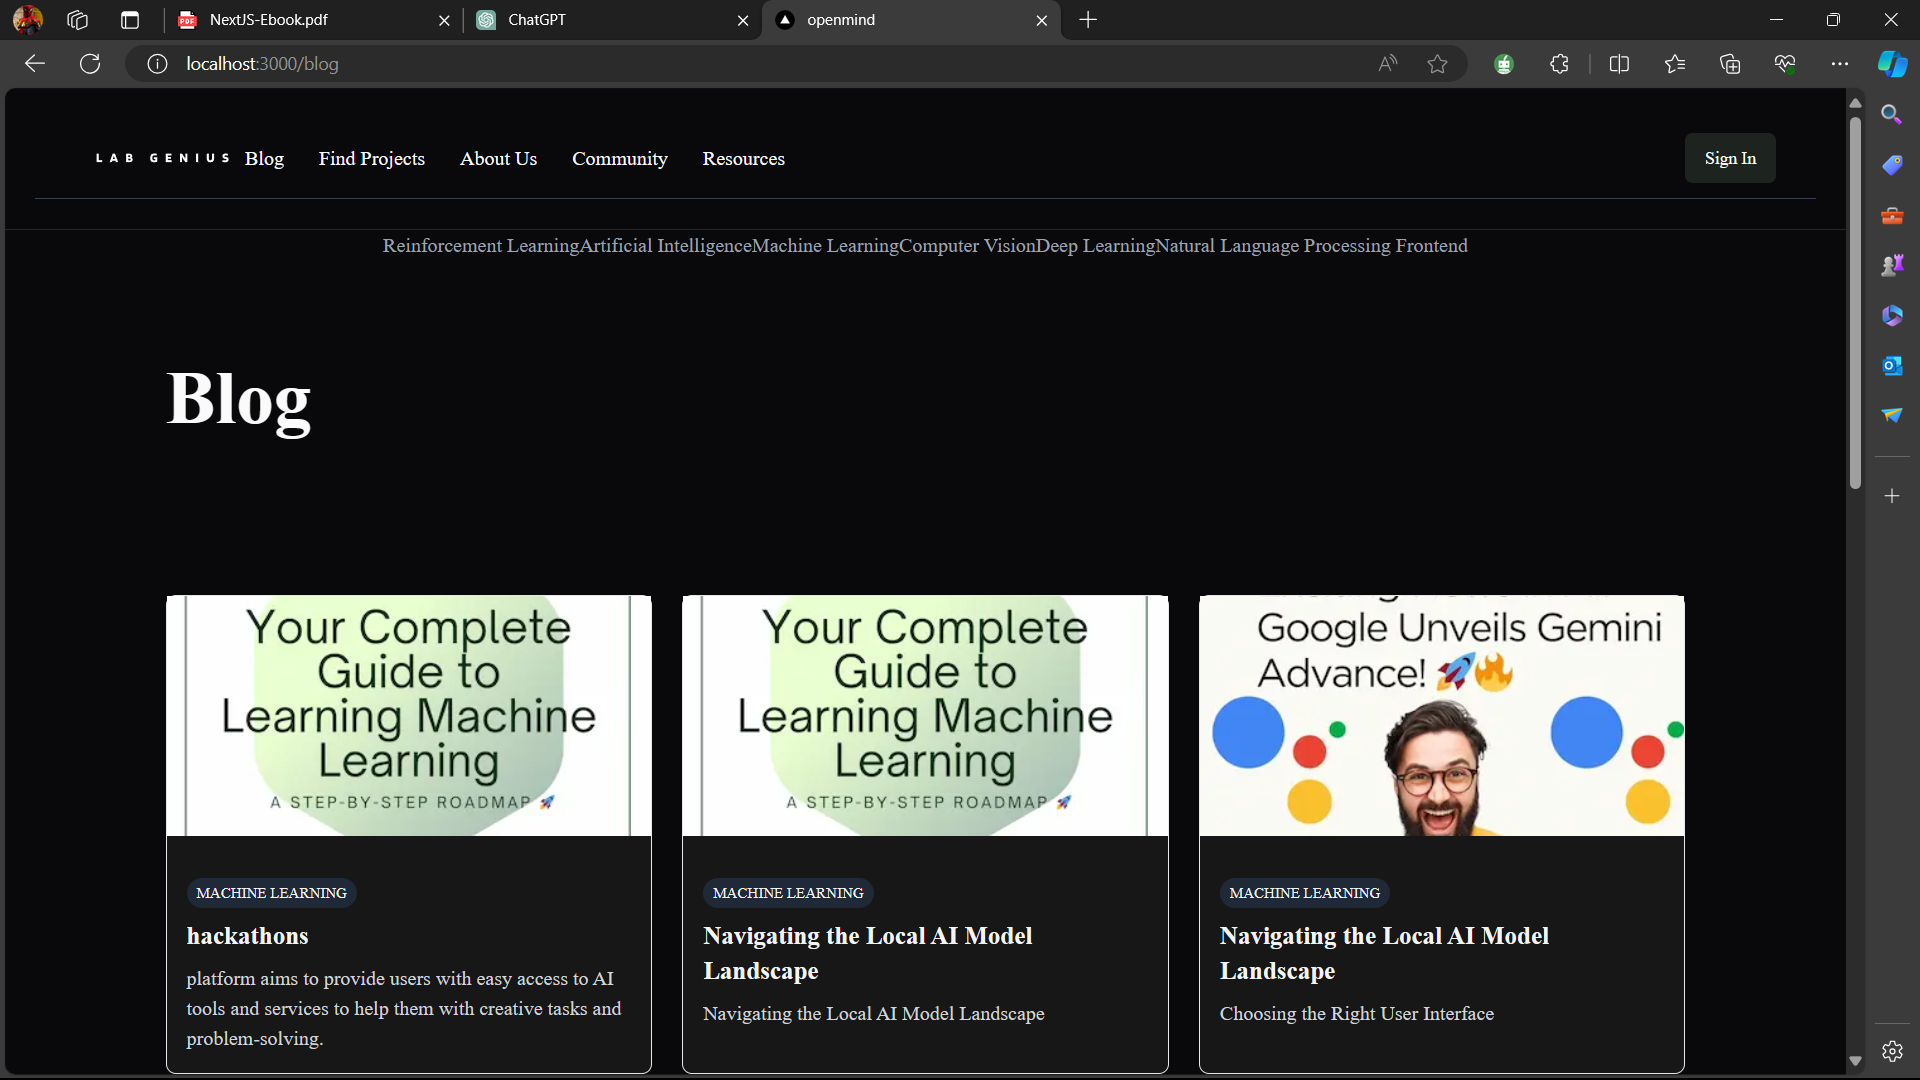 NextJS-Ebook.pdf
ChatGPT
openmind
localhost:3000/blog
LAB GENIUS Blog Find Projects About Us Community Resources Sign In
Reinforcement LearningArtificial IntelligenceMachine LearningComputer VisionDeep LearningNatural Language Processing Frontend
Blog
Your Complete
Guide to
Learning Machine
Learning
A STEP-BY-STEP ROADMAP 🚀
MACHINE LEARNING
hackathons
platform aims to provide users with easy access to AI
tools and services to help them with creative tasks and
problem-solving.
Your Complete
Guide to
Learning Machine
Learning
A STEP-BY-STEP ROADMAP 🚀
MACHINE LEARNING
Navigating the Local AI Model
Landscape
Navigating the Local AI Model Landscape
Google Unveils Gemini
Advance! 🚀🔥
MACHINE LEARNING
Navigating the Local AI Model
Landscape
Choosing the Right User Interface